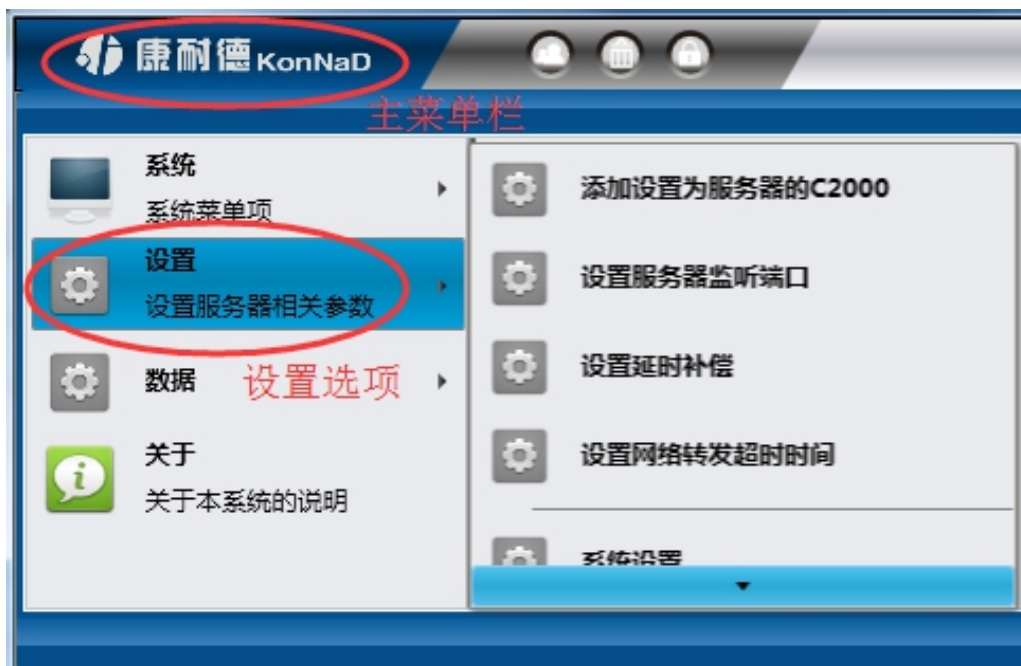 康耐德 KonNaD
主菜单栏
系统
系统菜单项
设置
设置服务器相关参数
数据
设置选项
关于
关于本系统的说明
添加设置为服务器的C2000
设置服务器监听端口
设置延时补偿
设置网络转发超时时间
系统设置